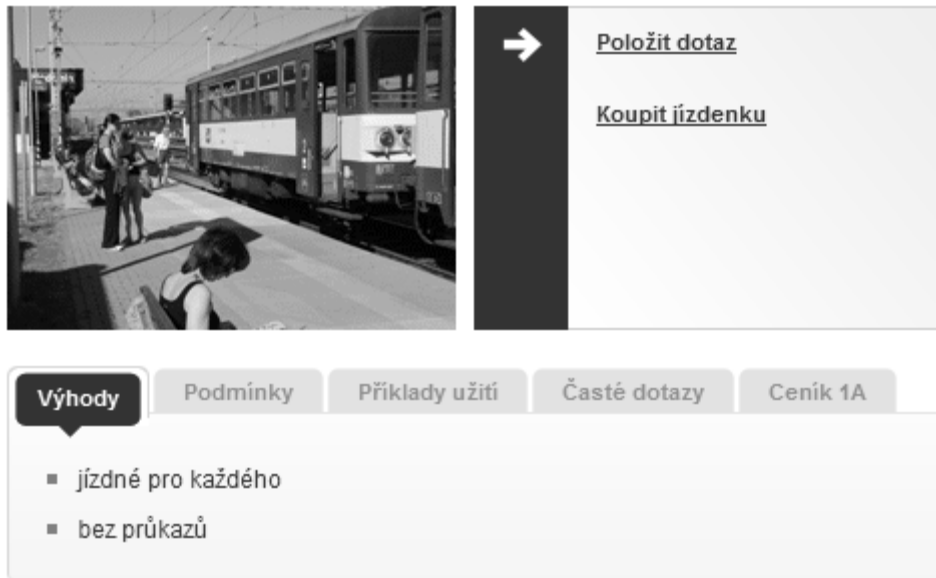 Položit dotaz
Koupit jízdenku
Výhody
Podmínky
Příklady užití
Časté dotazy
Ceník 1A
jízdné pro každého
bez průkazů